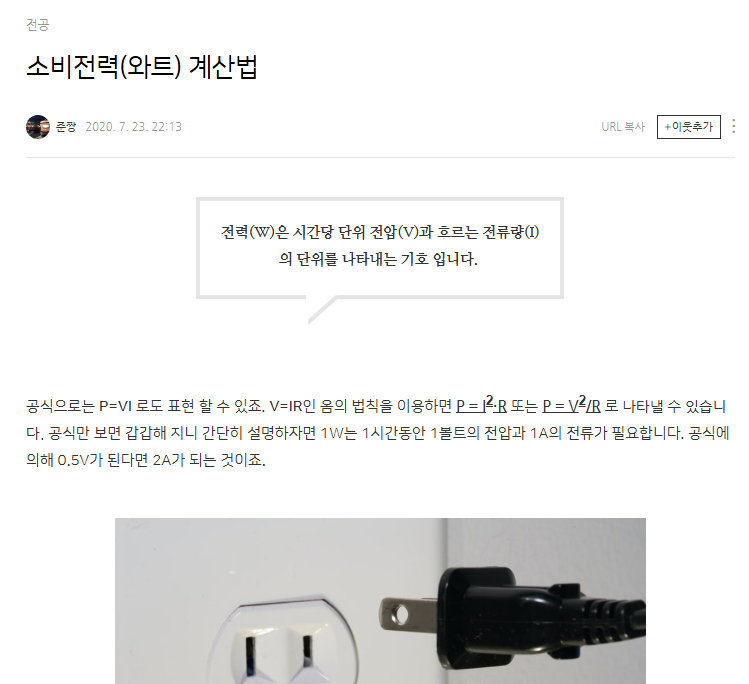 전공
소비전력(와트) 계산법
준짱 2020. 7. 23. 22:13 URL 복사 +이웃추가
전력(W)은 시간당 단위 전압(V)과 흐르는 전류량(I)
의 단위를 나타내는 기호 입니다.
공식으로는 P=VI 로도 표현 할 수 있죠. V=IR인 옴의 법칙을 이용하면 P = I²·R 또는 P = V²/R 로 나타낼 수 있습니
다. 공식만 보면 갑갑해 지니 간단히 설명하자면 1W는 1시간동안 1볼트의 전압과 1A의 전류가 필요합니다. 공식에
의해 0.5V가 된다면 2A가 되는 것이죠.